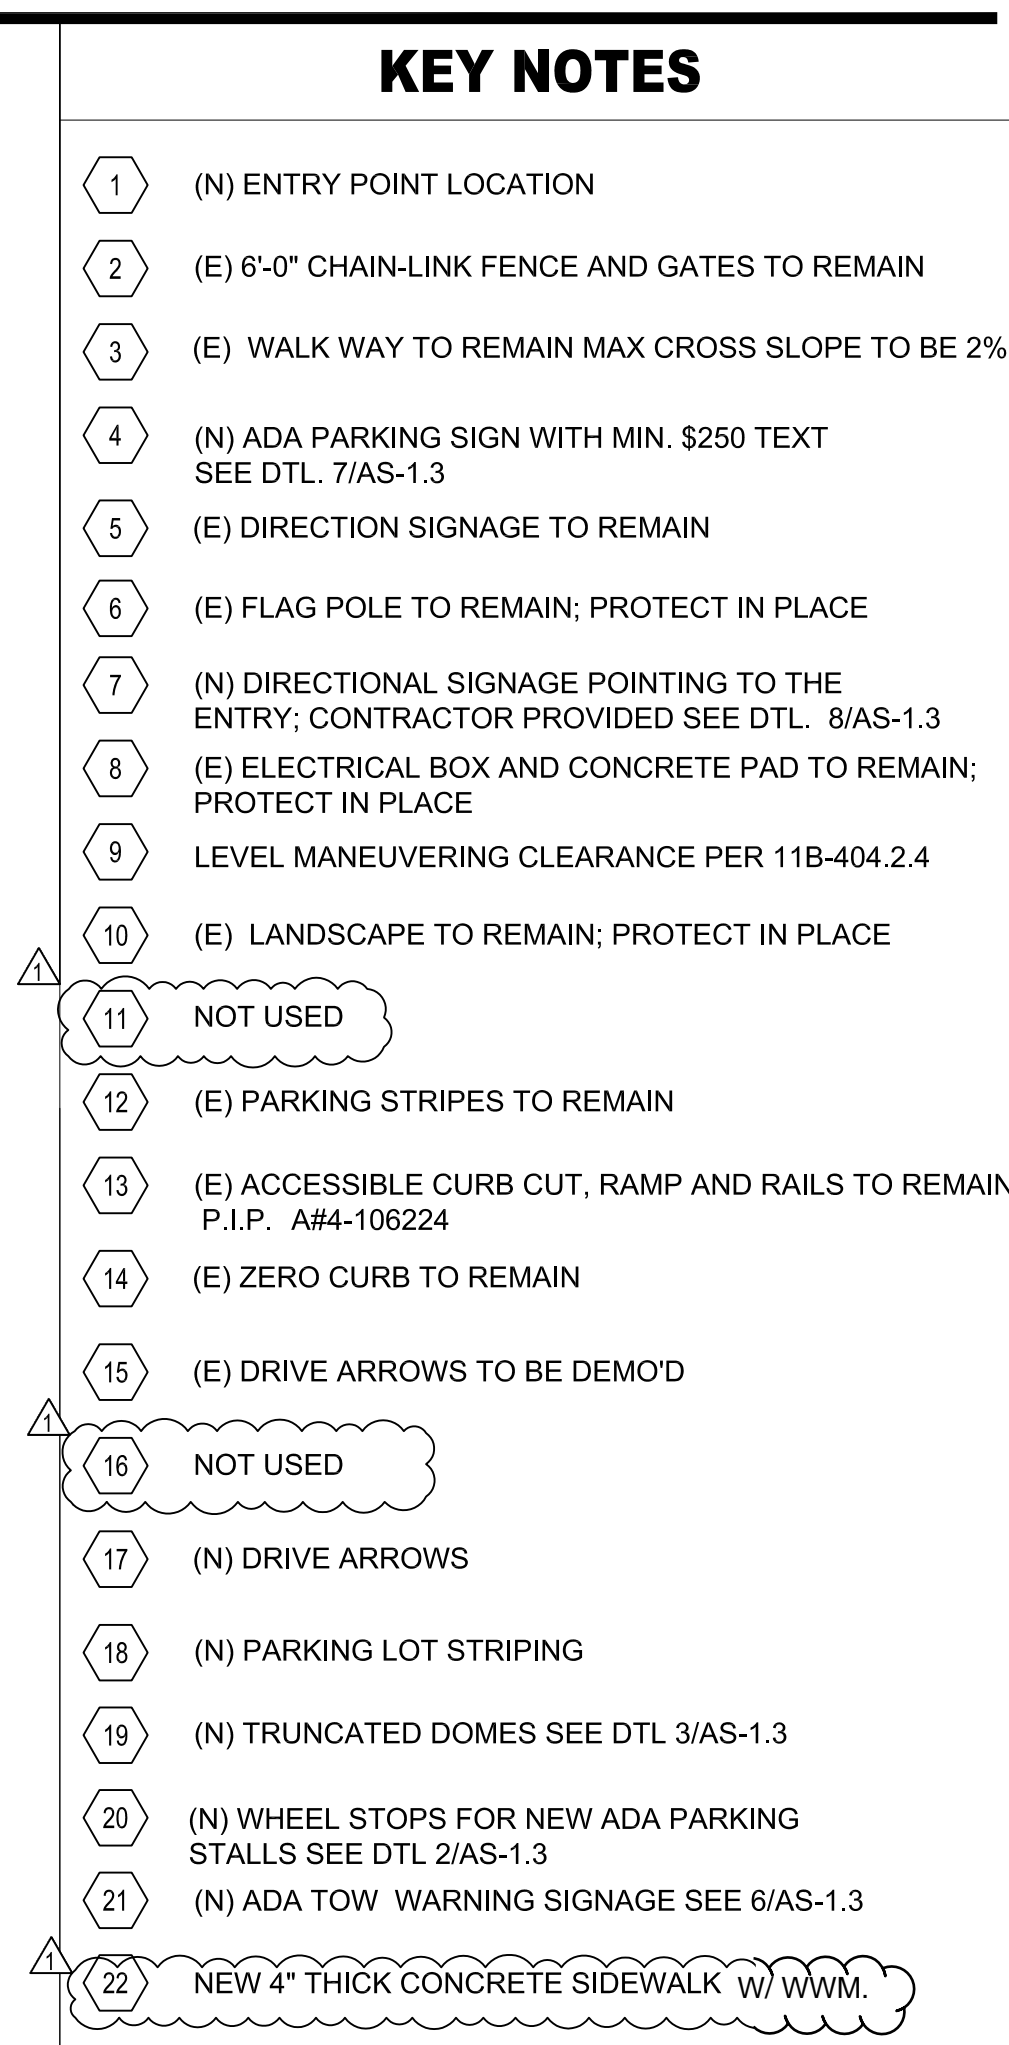 KEY NOTES
1 (N) ENTRY POINT LOCATION
2 (E) 6'-0" CHAIN-LINK FENCE AND GATES TO REMAIN
3 (E) WALK WAY TO REMAIN MAX CROSS SLOPE TO BE 2%
4 (N) ADA PARKING SIGN WITH MIN. $250 TEXT
SEE DTL. 7/AS-1.3
5 (E) DIRECTION SIGNAGE TO REMAIN
6 (E) FLAG POLE TO REMAIN; PROTECT IN PLACE
7 (N) DIRECTIONAL SIGNAGE POINTING TO THE
ENTRY; CONTRACTOR PROVIDED SEE DTL. 8/AS-1.3
8 (E) ELECTRICAL BOX AND CONCRETE PAD TO REMAIN;
PROTECT IN PLACE
9 LEVEL MANEUVERING CLEARANCE PER 11B-404.2.4
10 (E) LANDSCAPE TO REMAIN; PROTECT IN PLACE
1
11 NOT USED
12 (E) PARKING STRIPES TO REMAIN
13 (E) ACCESSIBLE CURB CUT, RAMP AND RAILS TO REMAIN
P.I.P. A#4-106224
14 (E) ZERO CURB TO REMAIN
15 (E) DRIVE ARROWS TO BE DEMO'D
1
16 NOT USED
17 (N) DRIVE ARROWS
18 (N) PARKING LOT STRIPING
19 (N) TRUNCATED DOMES SEE DTL 3/AS-1.3
20 (N) WHEEL STOPS FOR NEW ADA PARKING
STALLS SEE DTL 2/AS-1.3
21 (N) ADA TOW WARNING SIGNAGE SEE 6/AS-1.3
1
22 NEW 4" THICK CONCRETE SIDEWALK W/ WWM.